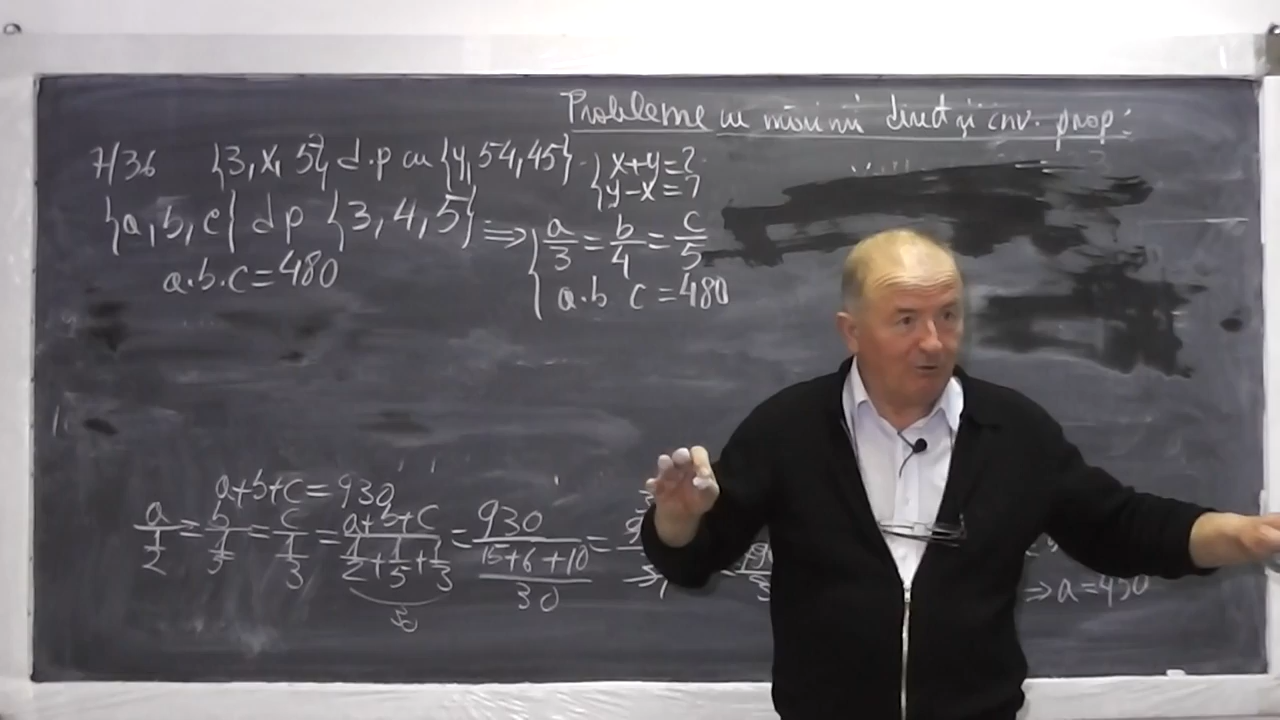 Probleme cu mărimi direct și inv. prop:
7/36 {3, x, 5} d.p cu {y, 54, 45} { x+y=?
y-x=?
{a, b, c} dp {3, 4, 5} ⇒ { a/3 = b/4 = c/5
a·b·c=480
a·b c=480
a+b+c=930
a/(1/2) = b/(1/5) = c/(1/3) = (a+b+c)/(1/2+1/5+1/3) = 930/((15+6+10)/30) =
30
⇒ a=450